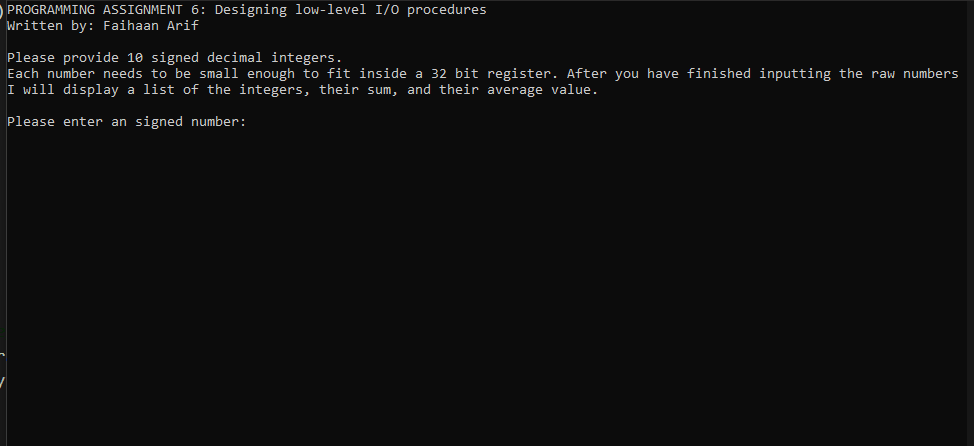 PROGRAMMING ASSIGNMENT 6: Designing low-level I/O procedures
Written by: Faihaan Arif
Please provide 10 signed decimal integers.
Each number needs to be small enough to fit inside a 32 bit register. After you have finished inputting the raw numbers
I will display a list of the integers, their sum, and their average value.
Please enter an signed number: